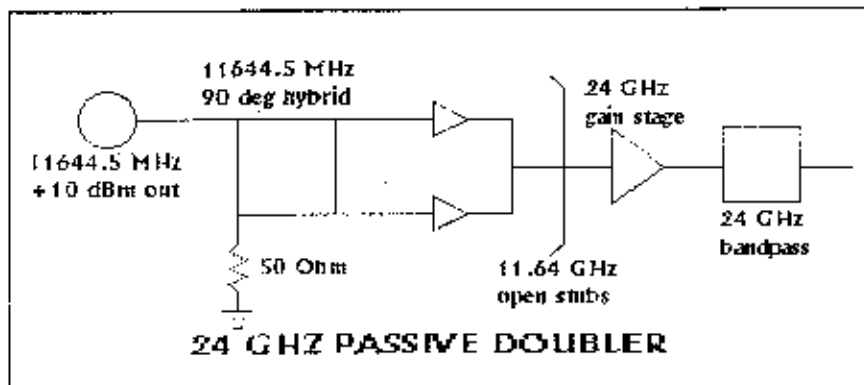 11644.5 MHz
90 deg hybrid
24 GHz
gain stage
11644.5 MHz
+10 dBm out
50 Ohm
11.64 GHz
open stubs
24 GHz
bandpass
24 GHZ PASSIVE DOUBLER